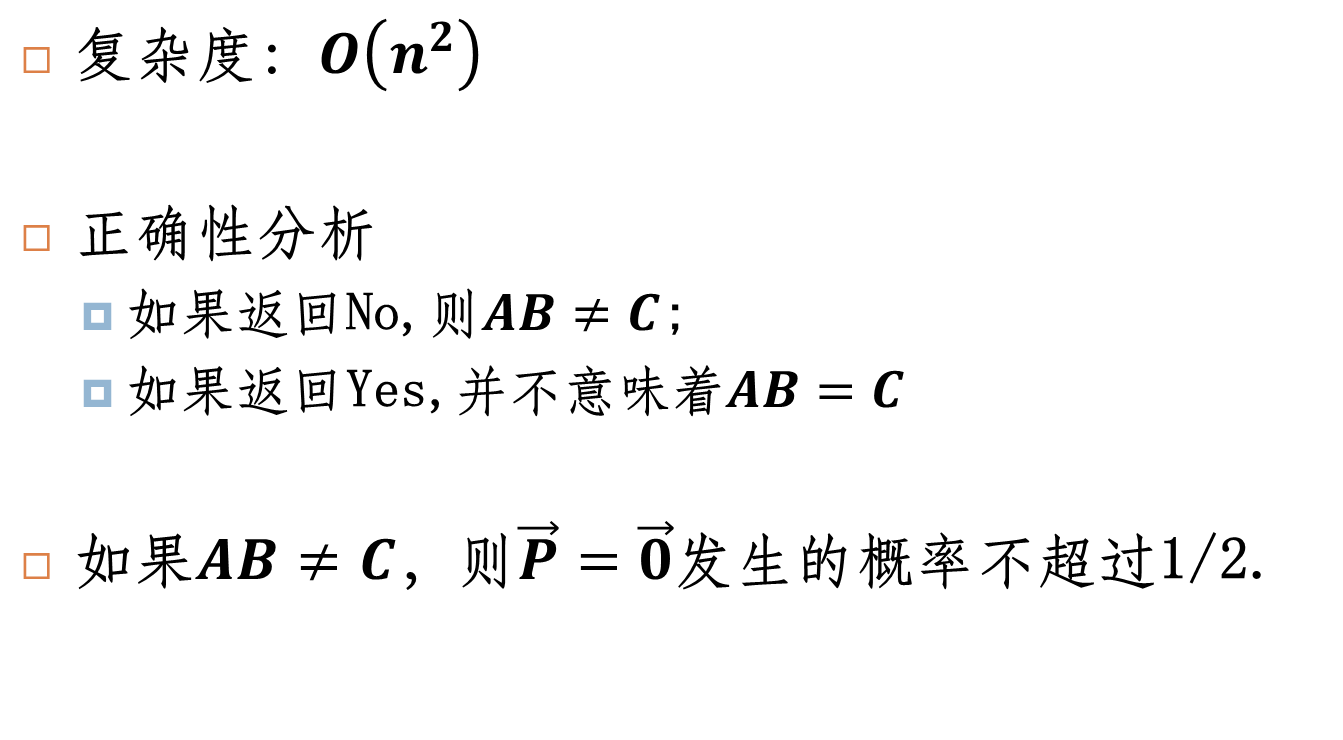 复杂度: O(n²)
正确性分析
如果返回No,则AB ≠ C;
如果返回Yes,并不意味着AB = C
如果AB ≠ C, 则P⃗ = 0⃗发生的概率不超过1/2.